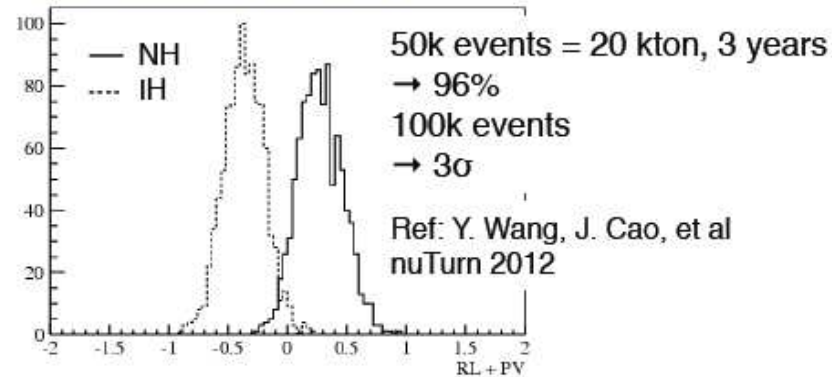 100
80
60
40
20
0
NH
IH
50k events = 20 kton, 3 years
→ 96%
100k events
→ 3σ
Ref: Y. Wang, J. Cao, et al
nuTurn 2012
-2 -1.5 -1 -0.5 0 0.5 1 1.5 2
RL + PV